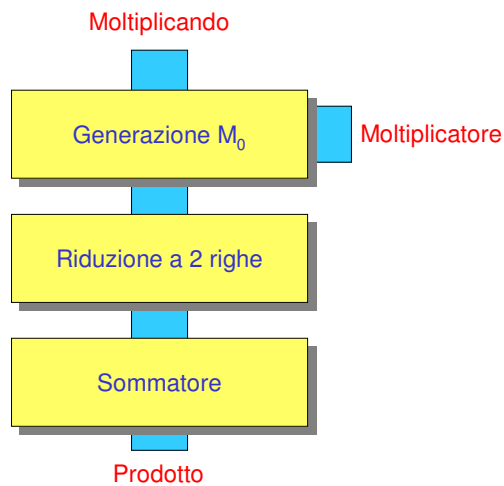 Moltiplicando
Generazione M₀
Moltiplicatore
Riduzione a 2 righe
Sommatore
Prodotto